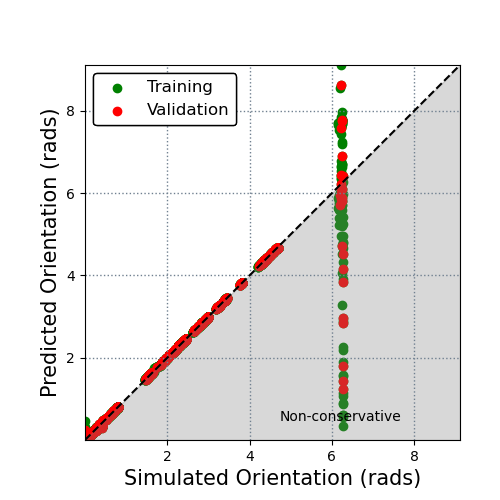 Training
Validation
Predicted Orientation (rads)
8
6
4
2
Non-conservative
2 4 6 8
Simulated Orientation (rads)